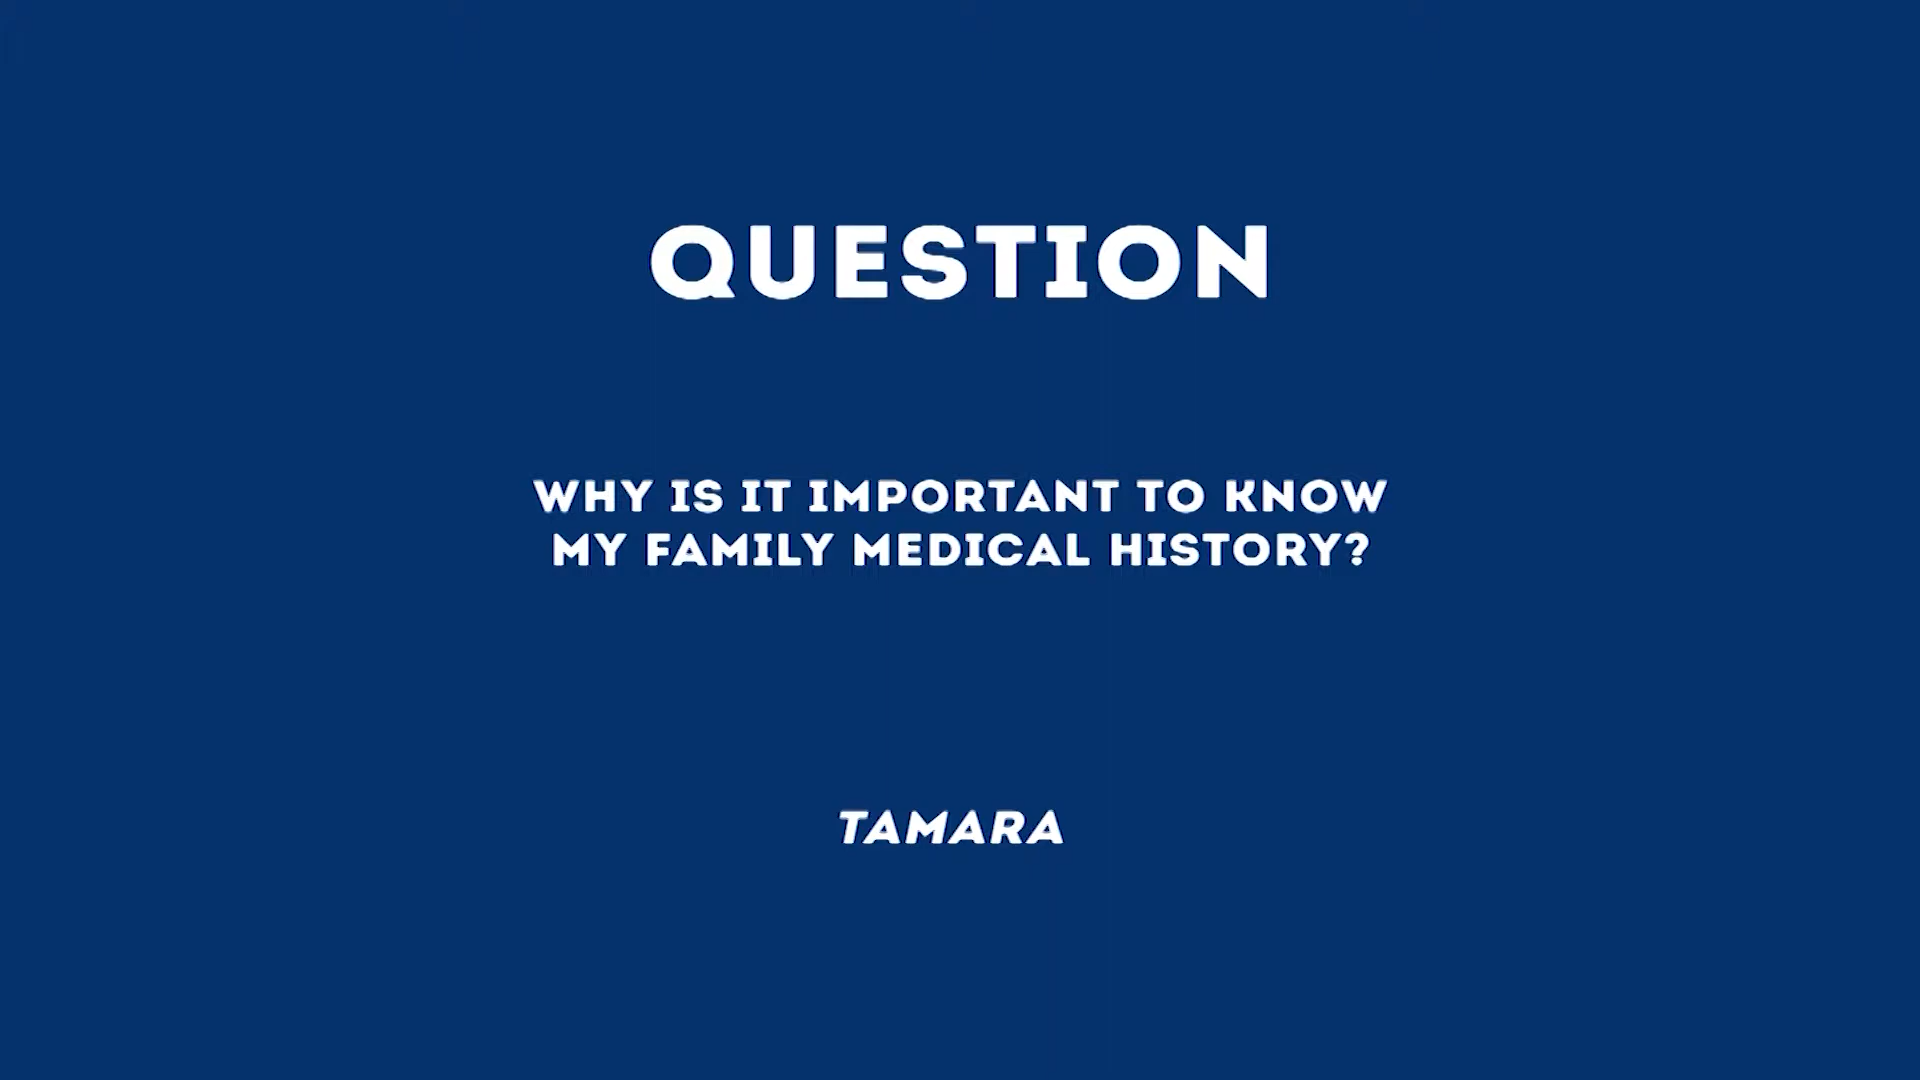 QUESTION
WHY IS IT IMPORTANT TO KNOW
MY FAMILY MEDICAL HISTORY?
TAMARA